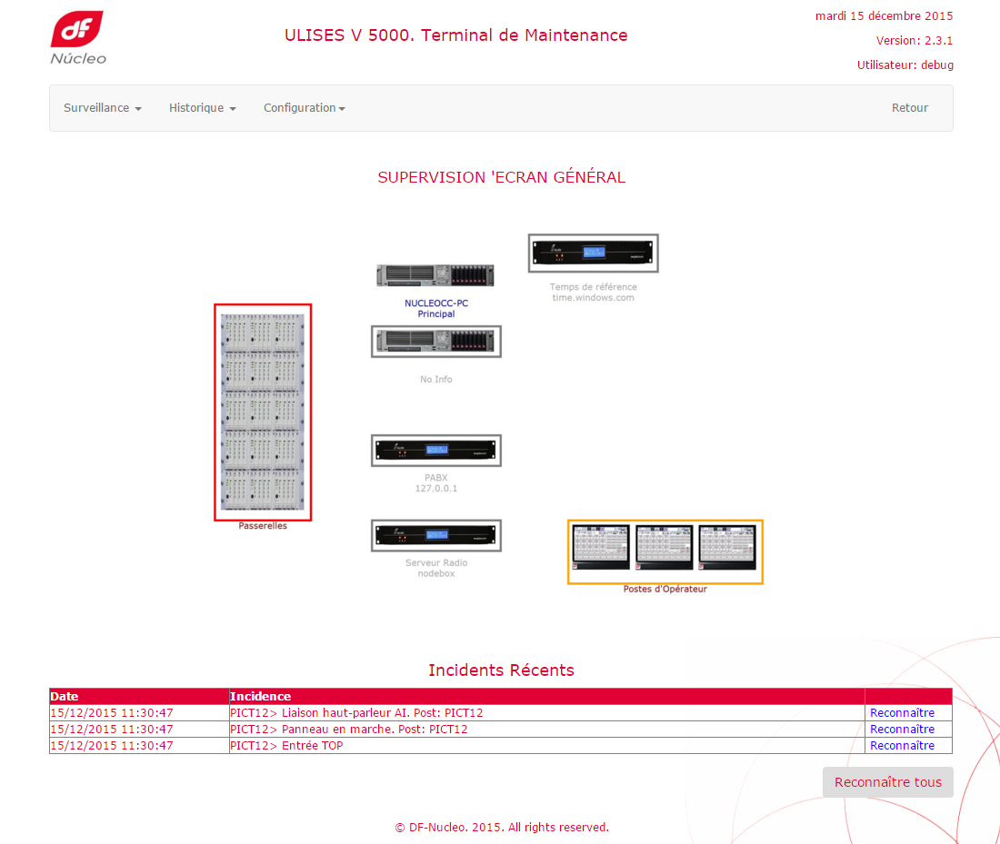 df
Núcleo
ULISES V 5000. Terminal de Maintenance
mardi 15 décembre 2015
Version: 2.3.1
Utilisateur: debug
Surveillance Historique Configuration Retour
SUPERVISION 'ECRAN GÉNÉRAL
Temps de référence
time.windows.com
NUCLEOCC-PC
Principal
No Info
PABX
127.0.0.1
Passerelles
Serveur Radio
nodebox
Postes d'Opérateur
Incidents Récents
Date Incidence
15/12/2015 11:30:47 PICT12> Liaison haut-parleur AI. Post: PICT12 Reconnaître
15/12/2015 11:30:47 PICT12> Panneau en marche. Post: PICT12 Reconnaître
15/12/2015 11:30:47 PICT12> Entrée TOP Reconnaître
Reconnaître tous
© DF-Nucleo. 2015. All rights reserved.